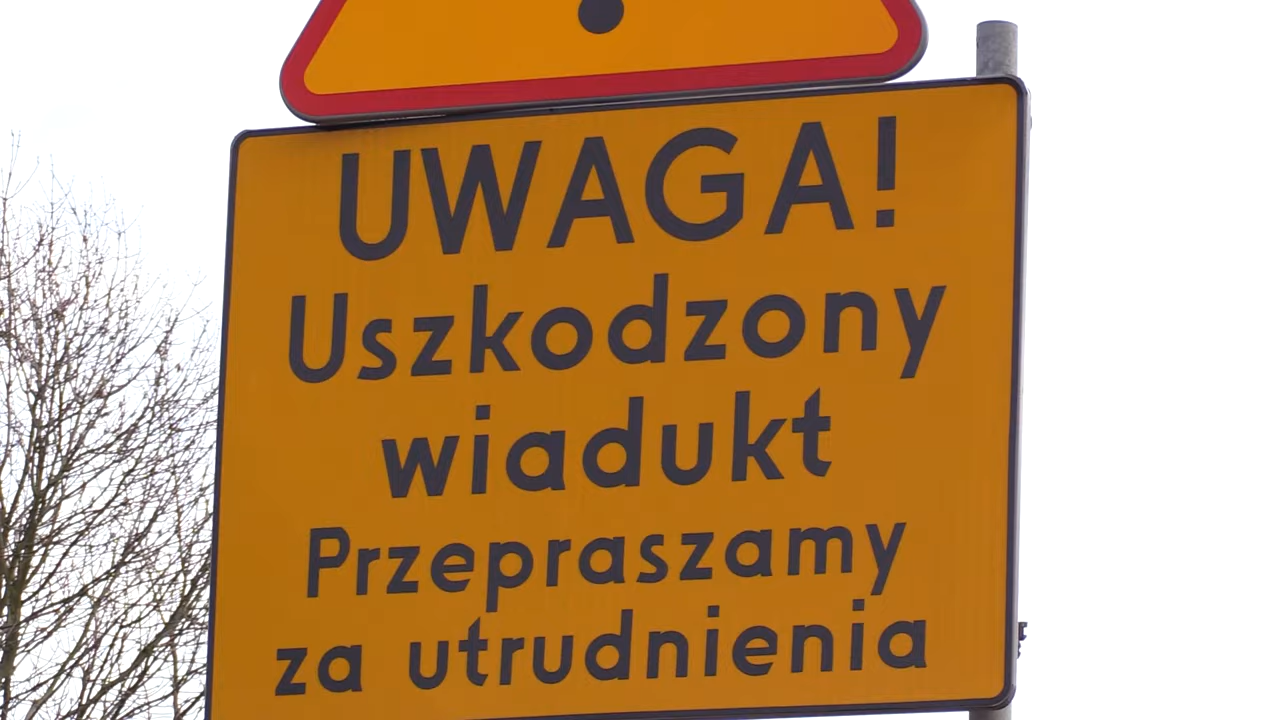 UWAGA!
Uszkodzony
wiadukt
Przepraszamy
za utrudnienia